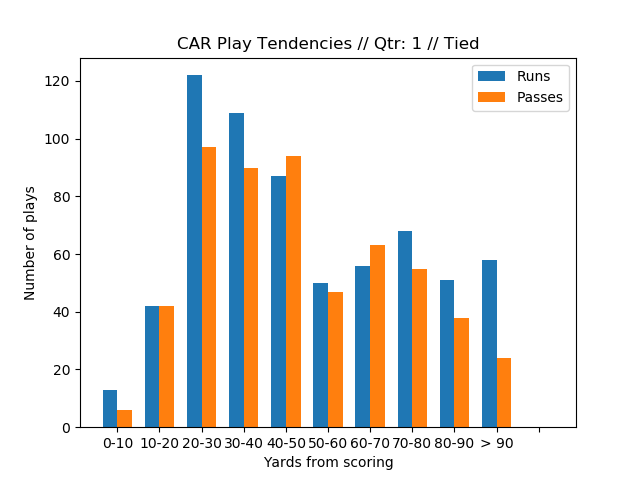 CAR Play Tendencies // Qtr: 1 // Tied
Runs
Passes
120
100
80
60
40
20
0
Number of plays
0-10 10-20 20-30 30-40 40-50 50-60 60-70 70-80 80-90 > 90
Yards from scoring